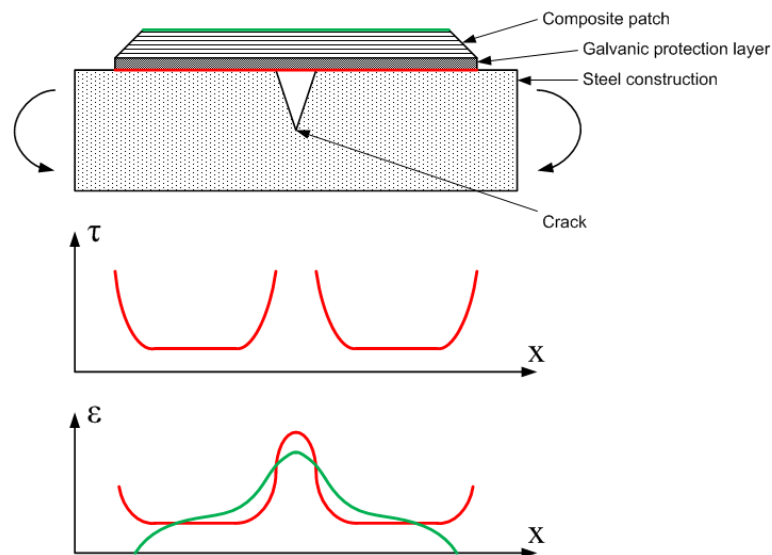 Composite patch
Galvanic protection layer
Steel construction
Crack
τ
X
ε
X